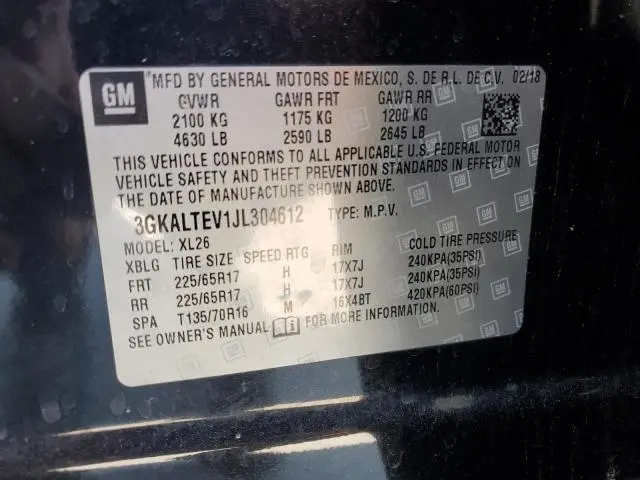 GM
*MFD BY GENERAL MOTORS DE MEXICO, S. DE R.L. DE C.V. 02/18
GVWR GAWR FRT GAWR RR
2100 KG 1175 KG 1200 KG
4630 LB 2590 LB 2645 LB
THIS VEHICLE CONFORMS TO ALL APPLICABLE U.S. FEDERAL MOTOR
VEHICLE SAFETY AND THEFT PREVENTION STANDARDS IN EFFECT ON
THE DATE OF MANUFACTURE SHOWN ABOVE.
3GKALTEV1JL304612 TYPE: M.P.V.
MODEL: XL26
XBLG TIRE SIZE SPEED RTG RIM COLD TIRE PRESSURE
FRT 225/65R17 H 17X7J 240KPA(35PSI)
RR 225/65R17 H 17X7J 240KPA(35PSI)
SPA T135/70R16 M 16X4BT 420KPA(60PSI)
SEE OWNER'S MANUAL FOR MORE INFORMATION.